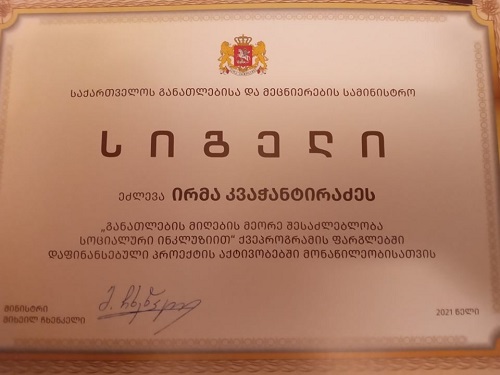 საქართველოს განათლებისა და მეცნიერების სამინისტრო
სიგელი
ეძლევა ირმა კვაჭანტირაძეს
„განათლების მიღების მეორე შესაძლებლობა
სოციალური ინკლუზიით“ ქვეპროგრამის ფარგლებში
დაფინანსებული პროექტის აქტივობებში მონაწილეობისათვის
მინისტრი
მიხეილ ჩხენკელი
2021 წელი